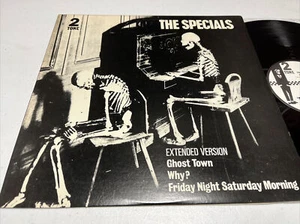 2
TONE
THE SPECIALS
EXTENDED VERSION
Ghost Town
Why?
Friday Night Saturday Morning